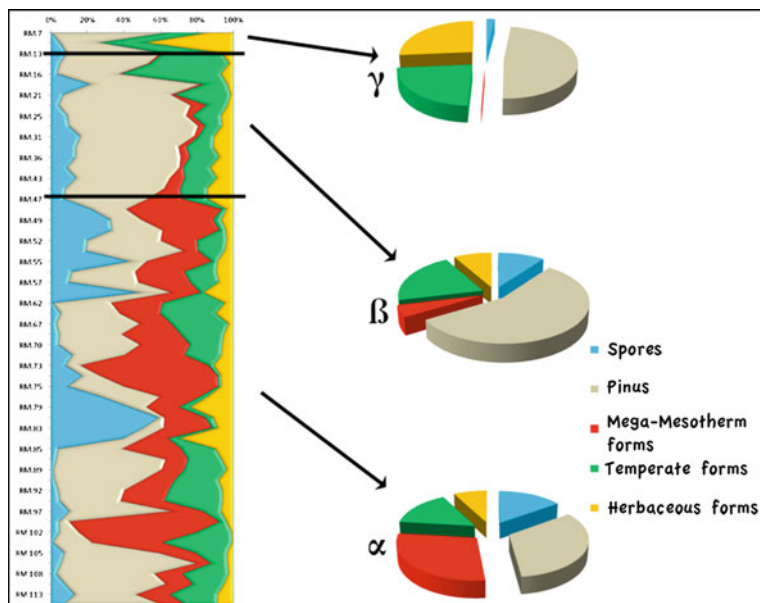 0% 20% 40% 60% 80% 100%
RM.7
RM.13
RM.16
RM.21
RM.25
RM.31
RM.36
RM.43
RM.47
RM.49
RM.52
RM.55
RM.57
RM.62
RM.67
RM.70
RM.73
RM.75
RM.79
RM.83
RM.85
RM.89
RM.92
RM.97
RM 102
RM 105
RM 108
RM 113
γ
ß
α
Spores
Pinus
Mega-Mesotherm
forms
Temperate forms
Herbaceous forms